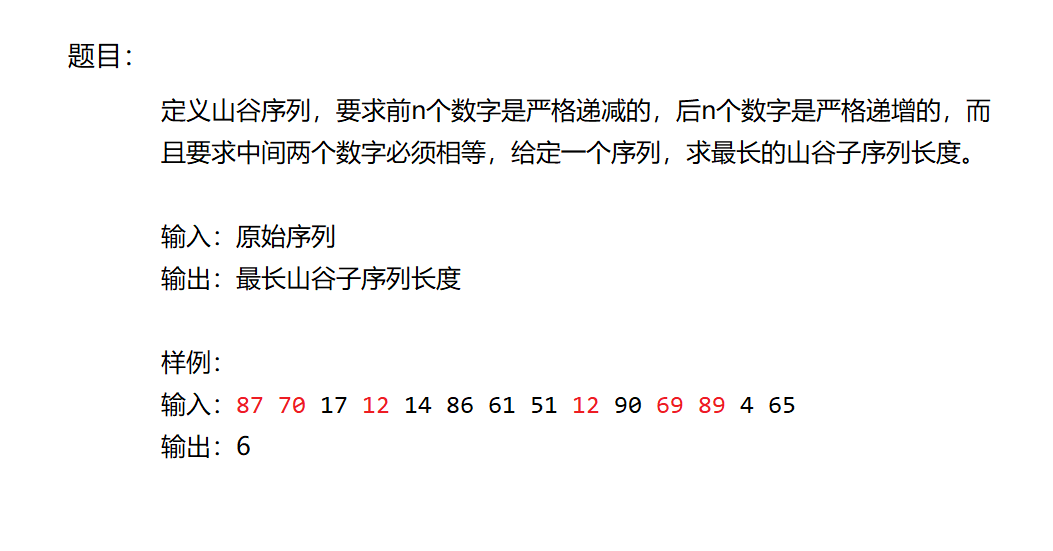 题目：
定义山谷序列，要求前n个数字是严格递减的，后n个数字是严格递增的，而
且要求中间两个数字必须相等，给定一个序列，求最长的山谷子序列长度。
输入：原始序列
输出：最长山谷子序列长度
样例：
输入：87 70 17 12 14 86 61 51 12 90 69 89 4 65
输出：6